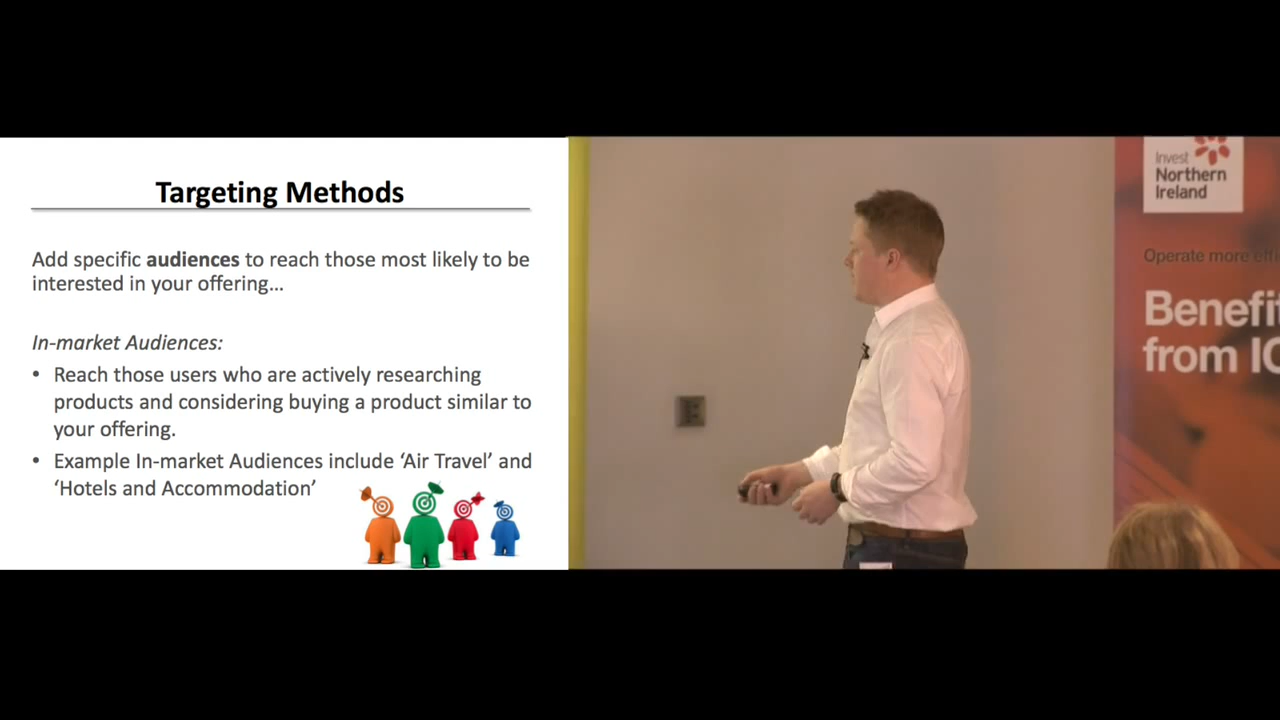 Targeting Methods
Add specific audiences to reach those most likely to be
interested in your offering...
In-market Audiences:
• Reach those users who are actively researching
products and considering buying a product similar to
your offering.
• Example In-market Audiences include ‘Air Travel’ and
‘Hotels and Accommodation’
Invest
Northern
Ireland
Operate more
Benefi
from